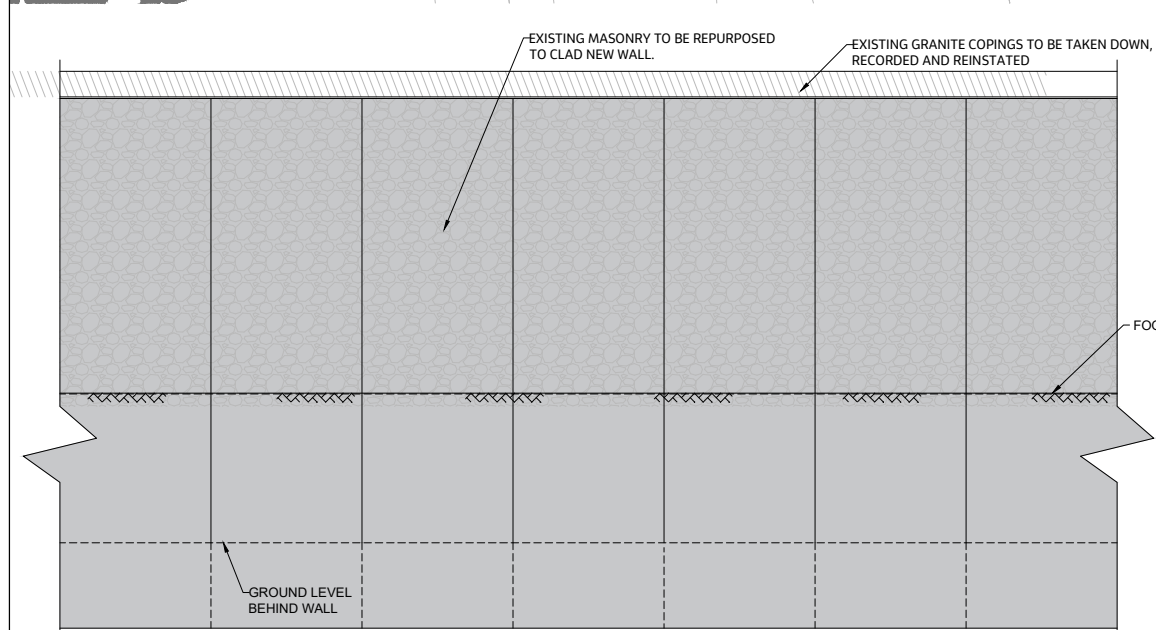 EXISTING MASONRY TO BE REPURPOSED
TO CLAD NEW WALL.
EXISTING GRANITE COPINGS TO BE TAKEN DOWN,
RECORDED AND REINSTATED
GROUND LEVEL
BEHIND WALL